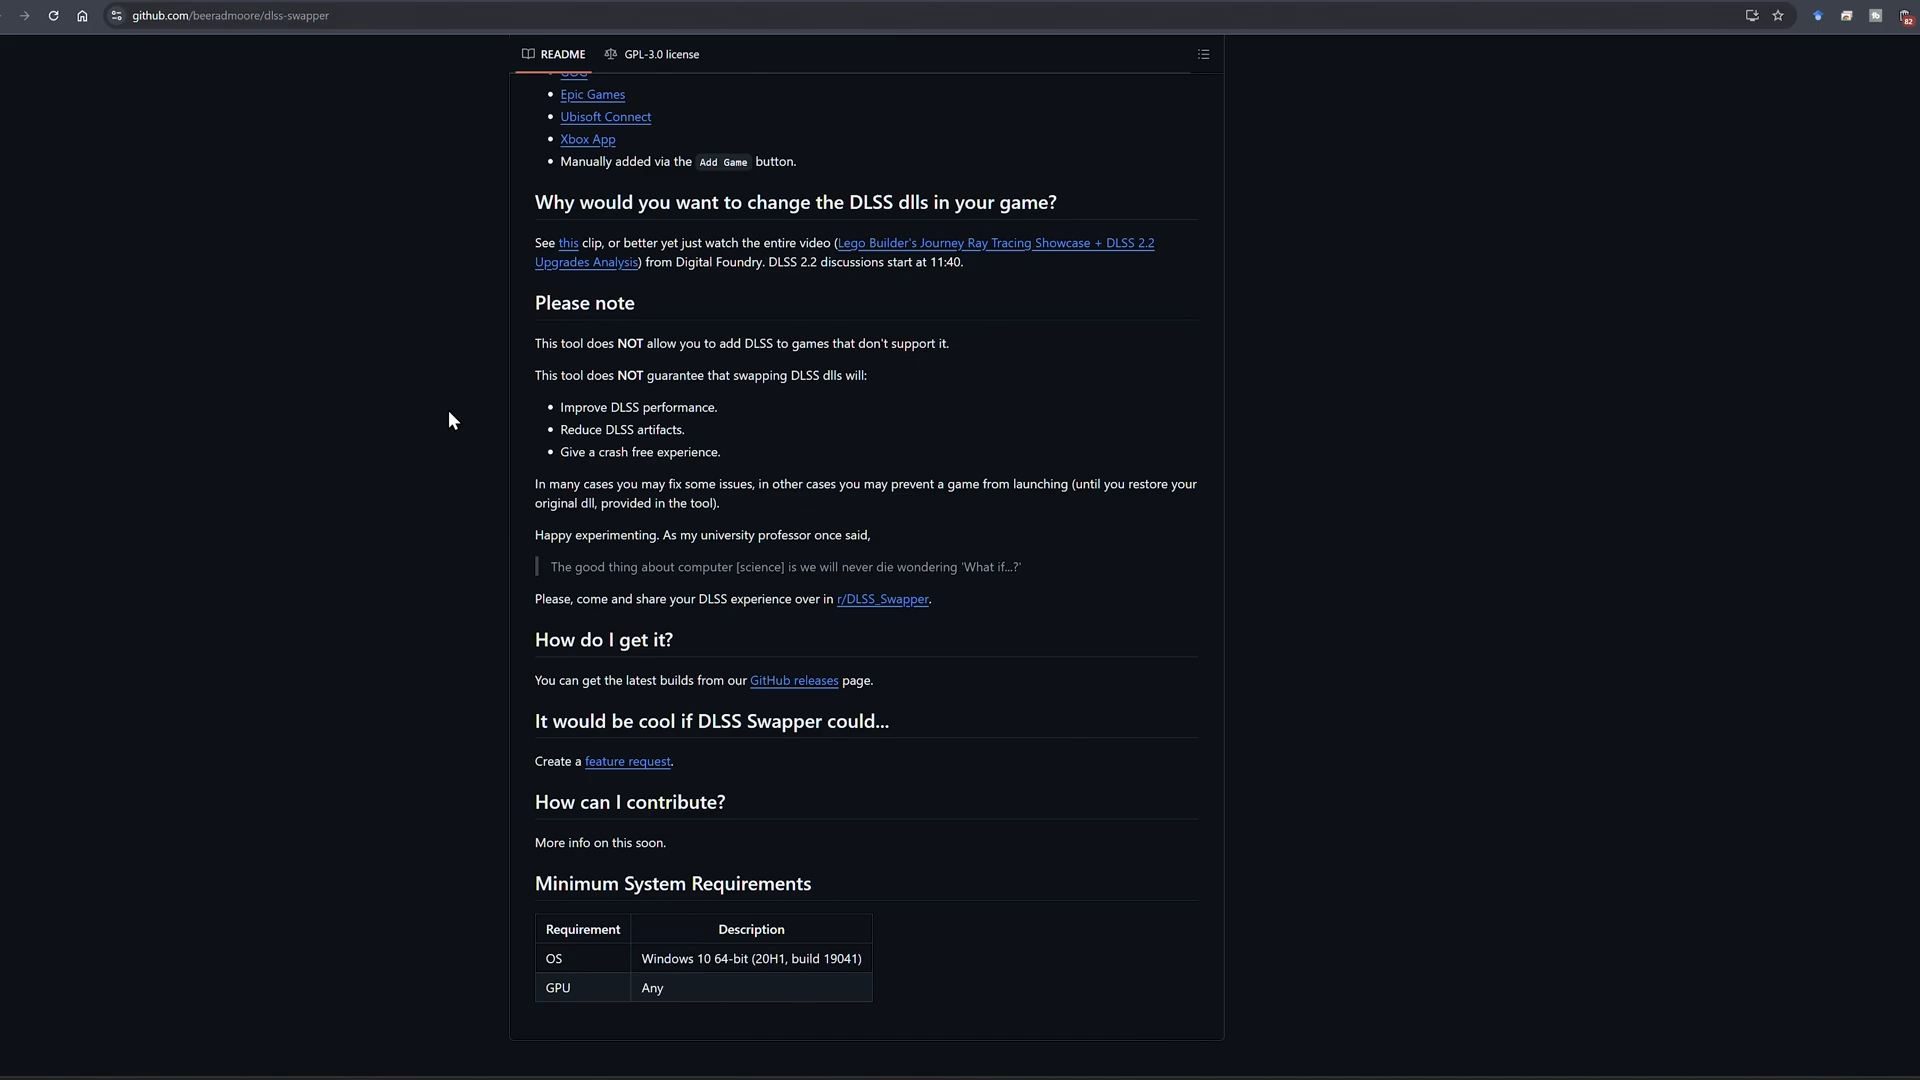 github.com/beeradmoore/dlss-swapper
82
README
GPL-3.0 license
GOG
Epic Games
Ubisoft Connect
Xbox App
Manually added via the Add Game button.
Why would you want to change the DLSS dlls in your game?
See this clip, or better yet just watch the entire video (Lego Builder's Journey Ray Tracing Showcase + DLSS 2.2
Upgrades Analysis) from Digital Foundry. DLSS 2.2 discussions start at 11:40.
Please note
This tool does NOT allow you to add DLSS to games that don't support it.
This tool does NOT guarantee that swapping DLSS dlls will:
Improve DLSS performance.
Reduce DLSS artifacts.
Give a crash free experience.
In many cases you may fix some issues, in other cases you may prevent a game from launching (until you restore your
original dll, provided in the tool).
Happy experimenting. As my university professor once said,
The good thing about computer [science] is we will never die wondering 'What if...?'
Please, come and share your DLSS experience over in r/DLSS_Swapper.
How do I get it?
You can get the latest builds from our GitHub releases page.
It would be cool if DLSS Swapper could...
Create a feature request.
How can I contribute?
More info on this soon.
Minimum System Requirements
Requirement Description
OS Windows 10 64-bit (20H1, build 19041)
GPU Any